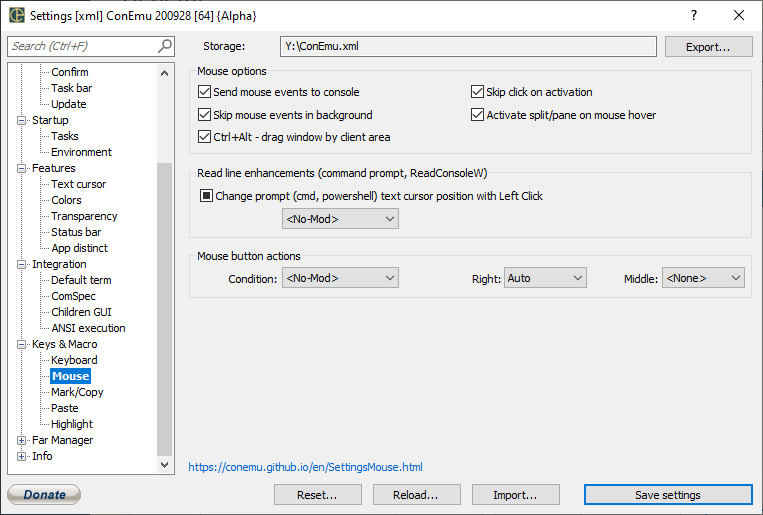 Settings [xml] ConEmu 200928 [64] {Alpha}
Search (Ctrl+F)
Storage:
Y:\ConEmu.xml
Export...
Confirm
Task bar
Update
Startup
Tasks
Environment
Features
Text cursor
Colors
Transparency
Status bar
App distinct
Integration
Default term
ComSpec
Children GUI
ANSI execution
Keys & Macro
Keyboard
Mouse
Mark/Copy
Paste
Highlight
Far Manager
Info
Mouse options
Send mouse events to console
Skip click on activation
Skip mouse events in background
Activate split/pane on mouse hover
Ctrl+Alt - drag window by client area
Read line enhancements (command prompt, ReadConsoleW)
Change prompt (cmd, powershell) text cursor position with Left Click
<No-Mod>
Mouse button actions
Condition: <No-Mod> Right: Auto Middle: <None>
https://conemu.github.io/en/SettingsMouse.html
Donate
Reset...
Reload...
Import...
Save settings